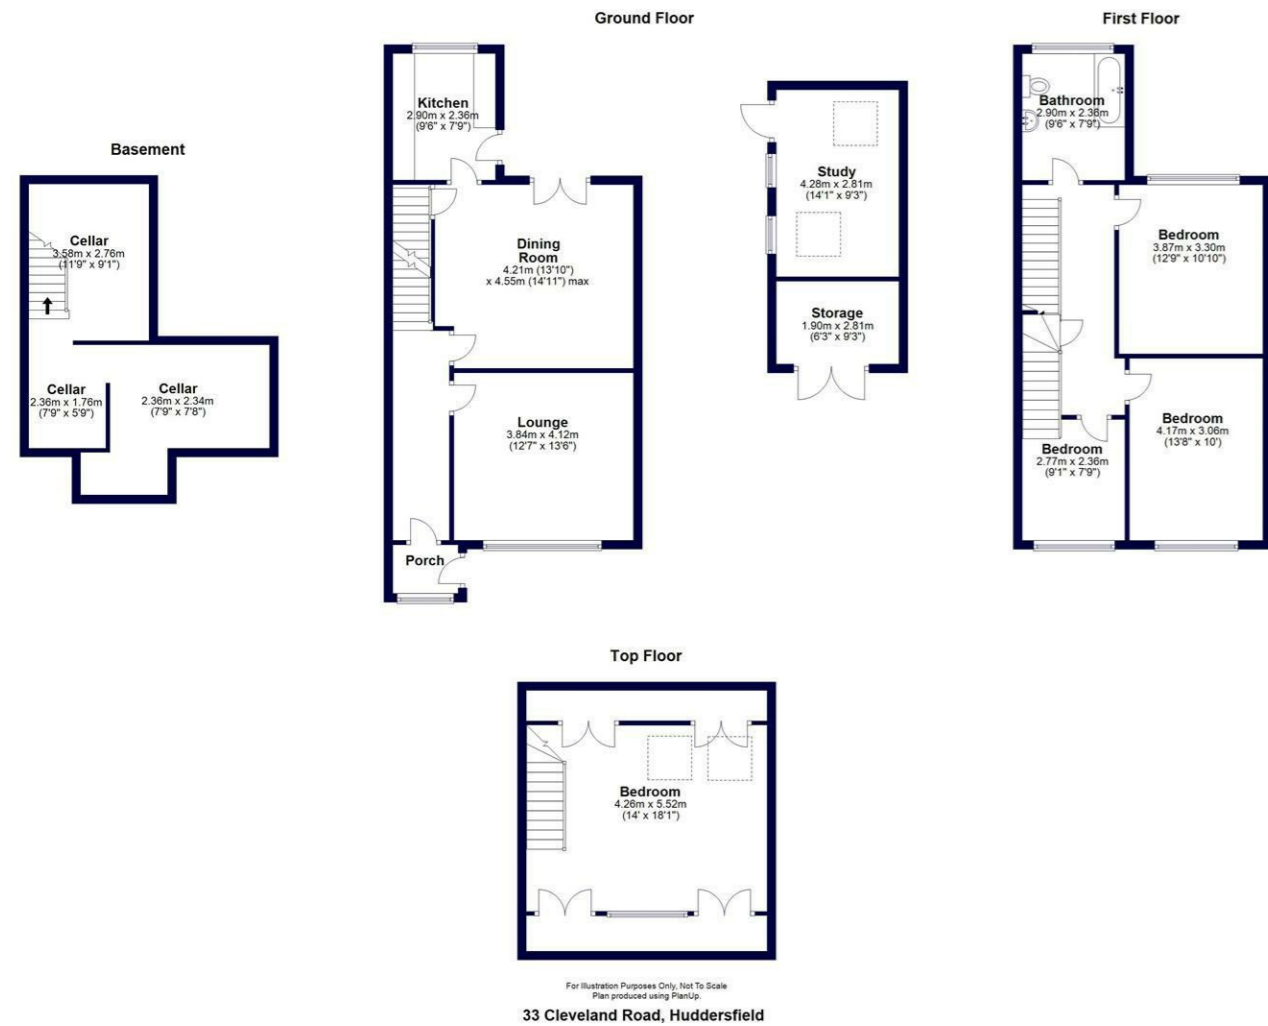 Ground Floor
First Floor
Basement
Kitchen
2.90m x 2.36m
(9'6" x 7'9")
Bathroom
2.90m x 2.36m
(9'6" x 7'9")
Study
4.28m x 2.81m
(14'1" x 9'3")
Cellar
3.58m x 2.76m
(11'9" x 9'1")
Dining
Room
4.21m (13'10")
x 4.55m (14'11") max
Bedroom
3.87m x 3.30m
(12'9" x 10'10")
Storage
1.90m x 2.81m
(6'3" x 9'3")
Cellar
2.36m x 1.76m
(7'9" x 5'9")
Cellar
2.36m x 2.34m
(7'9" x 7'8")
Lounge
3.84m x 4.12m
(12'7" x 13'6")
Bedroom
4.17m x 3.06m
(13'8" x 10')
Bedroom
2.77m x 2.36m
(9'1" x 7'9")
Porch
Top Floor
Bedroom
4.26m x 5.52m
(14' x 18'1")
For Illustration Purposes Only, Not To Scale
Plan produced using PlanUp.
33 Cleveland Road, Huddersfield